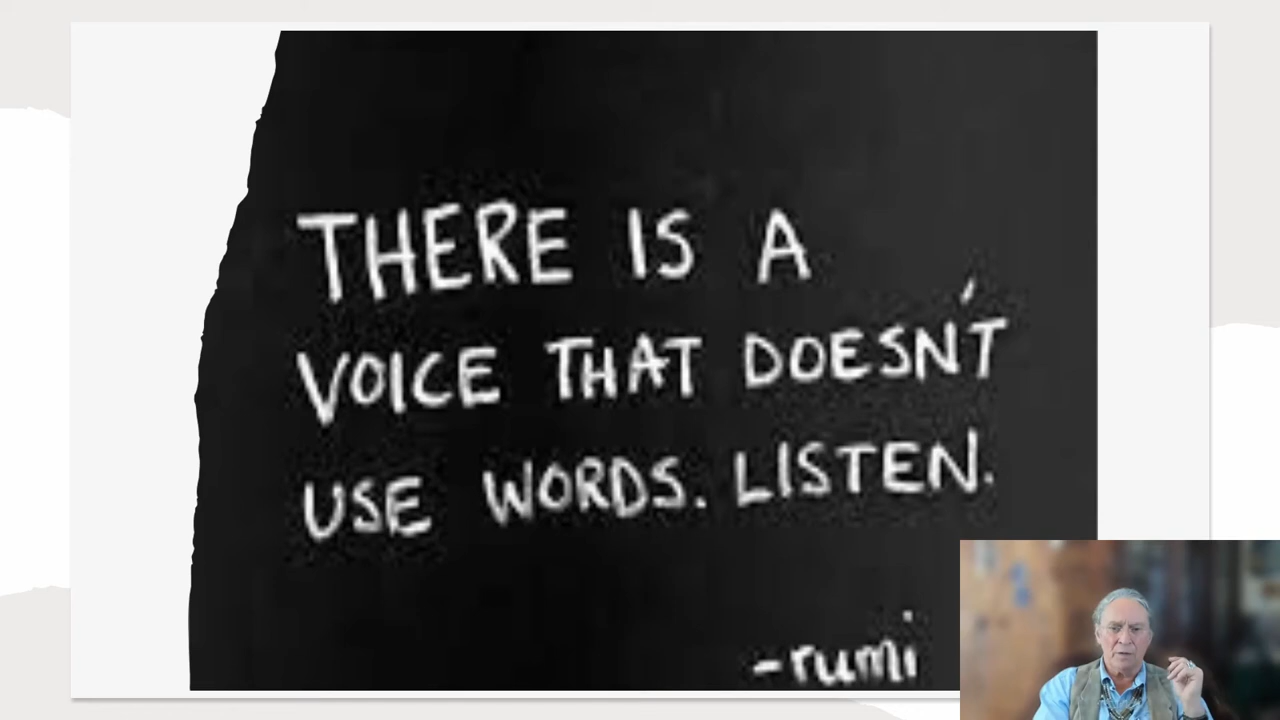 THERE IS A
VOICE THAT DOESN'T
USE WORDS. LISTEN.
-rumi